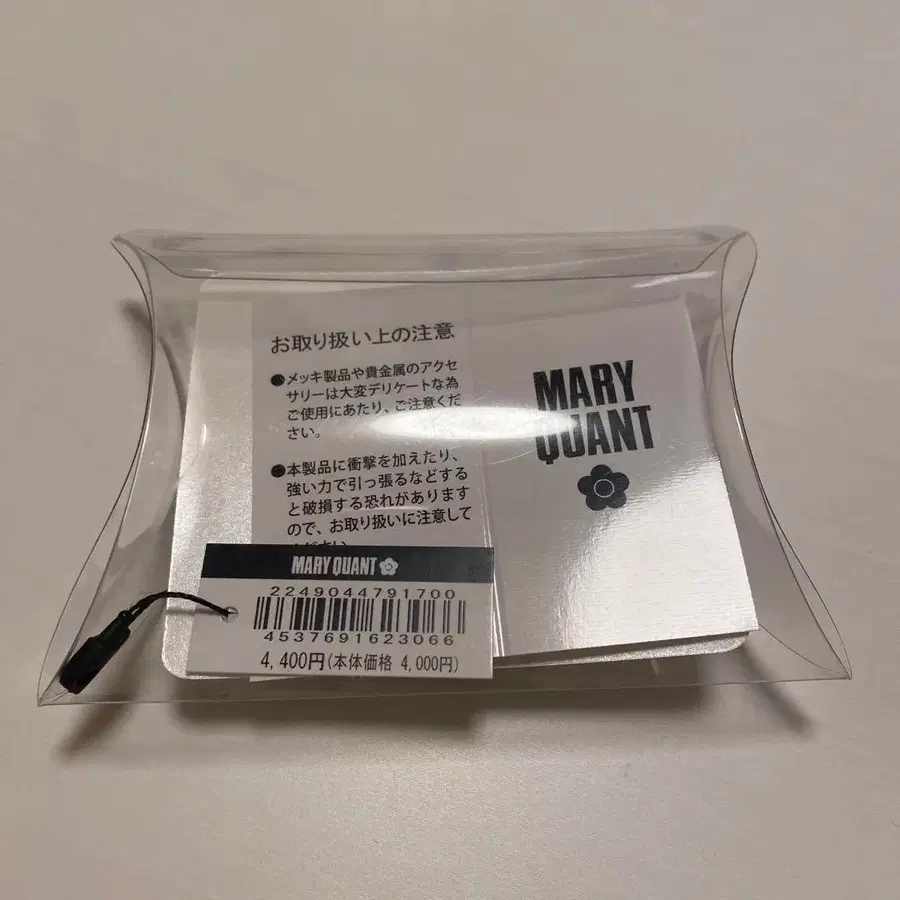 お取り扱い上の注意
●メッキ製品や貴金属のアクセ
サリーは大変デリケートな為
ご使用にあたり、ご注意くだ
さい。
●本製品に衝撃を加えたり、
強い力で引っ張るなどする
と破損する恐れがあります
ので、お取り扱いに注意して
ください。
MARY
QUANT
MARY QUANT
2249044791700
4537691623066
4,400円(本体価格 4,000円)